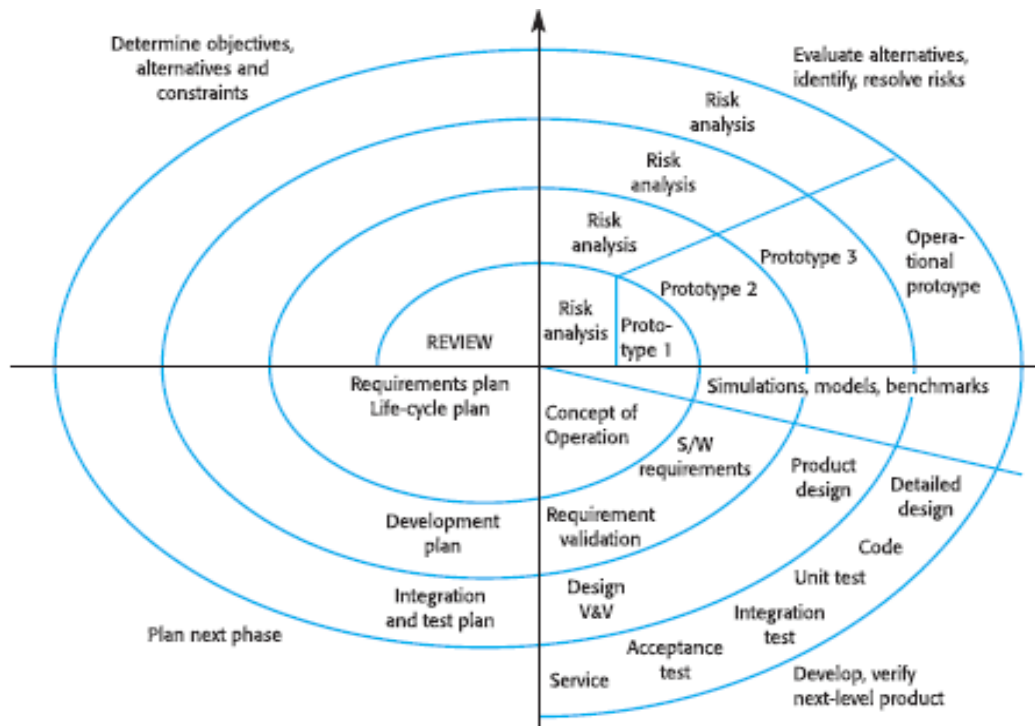 Determine objectives,
alternatives and
constraints
Evaluate alternatives,
identify, resolve risks
Risk
analysis
Risk
analysis
Risk
analysis
Risk
analysis
Proto-
type 1
Prototype 2
Prototype 3
Opera-
tional
protoype
REVIEW
Requirements plan
Life-cycle plan
Simulations, models, benchmarks
Concept of
Operation
S/W
requirements
Product
design
Detailed
design
Development
plan
Requirement
validation
Code
Unit test
Integration
and test plan
Design
V&V
Integration
test
Plan next phase
Acceptance
test
Service
Develop, verify
next-level product